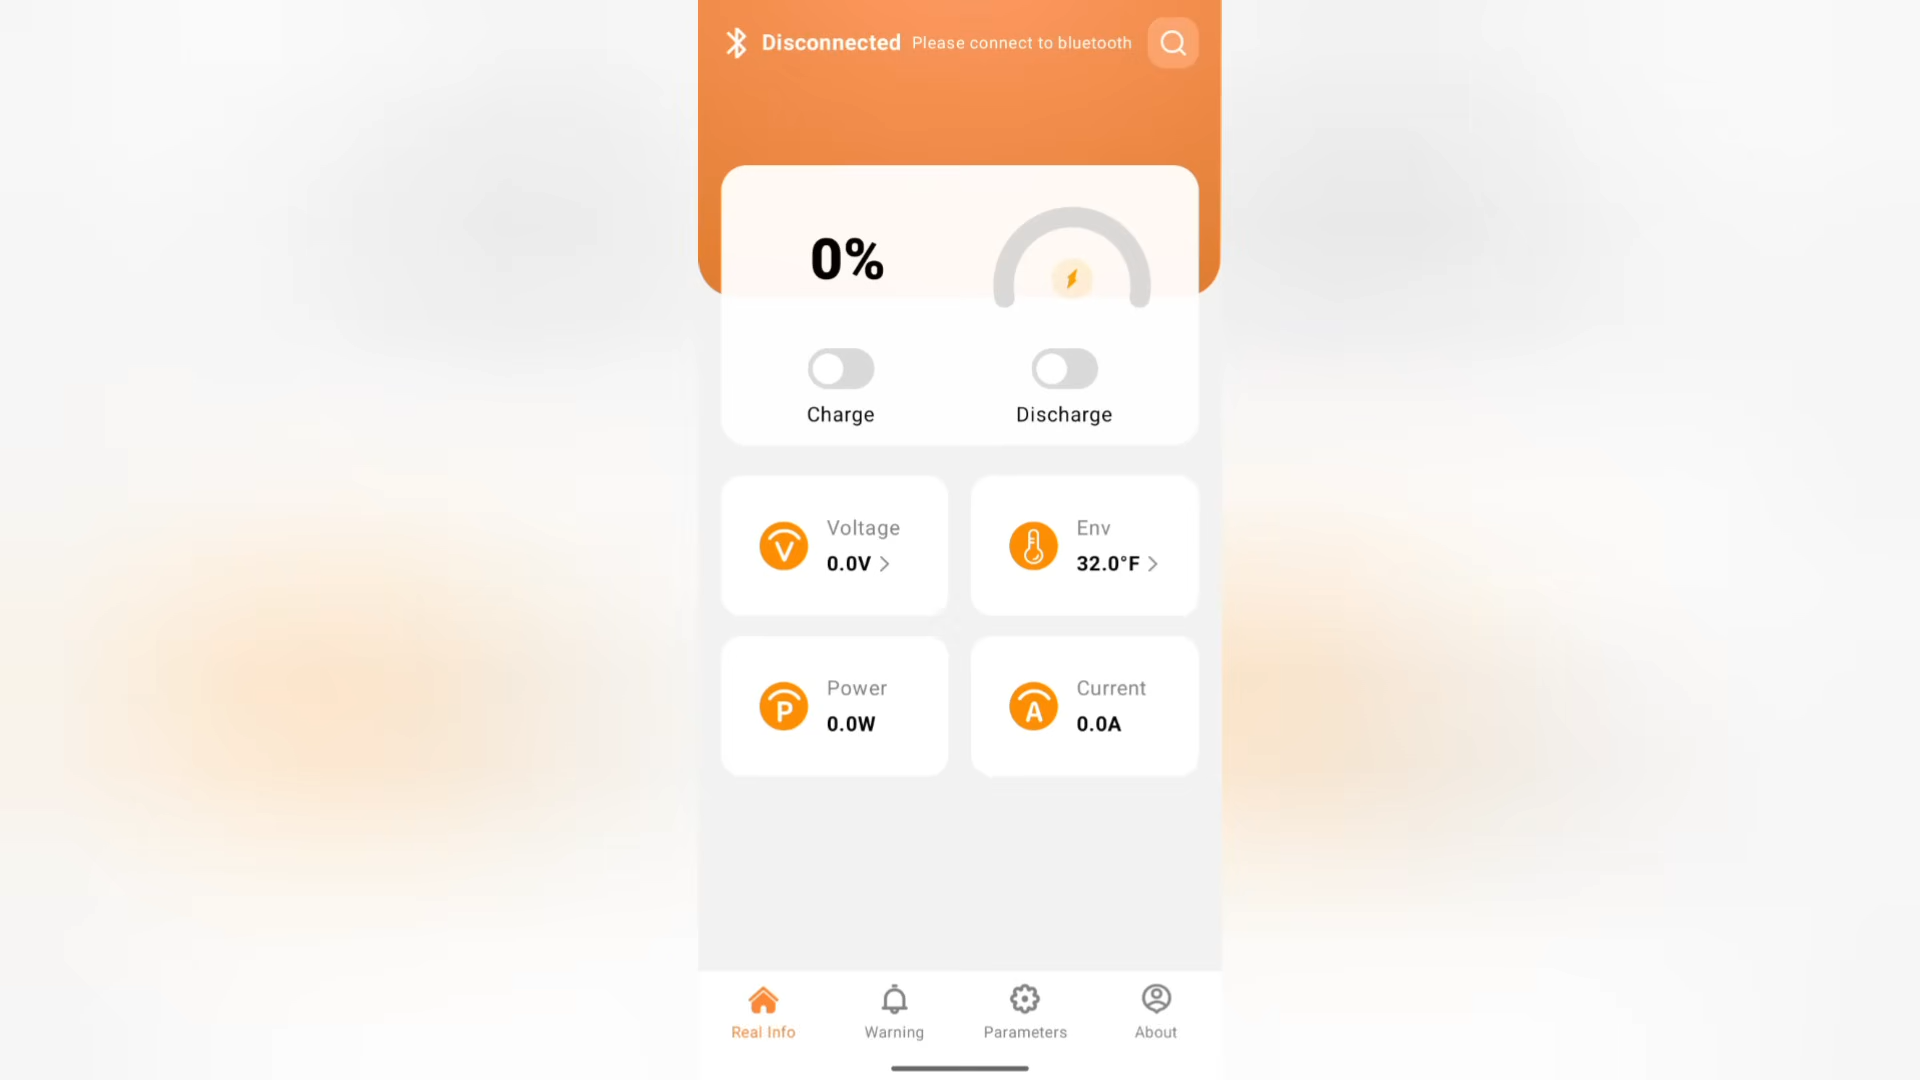 Disconnected Please connect to bluetooth
0%
Charge Discharge
Voltage Env
V 0.0V 32.0°F
Power Current
P 0.0W A 0.0A
Real Info Warning Parameters About